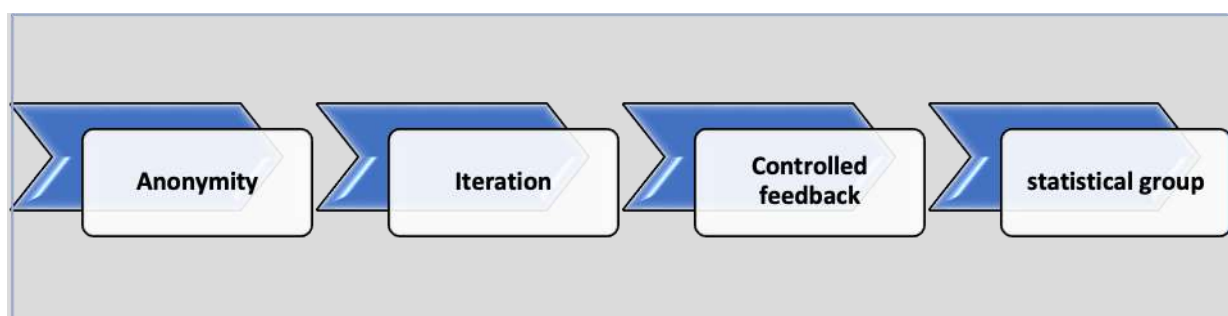 Anonymity
Iteration
Controlled
feedback
statistical group